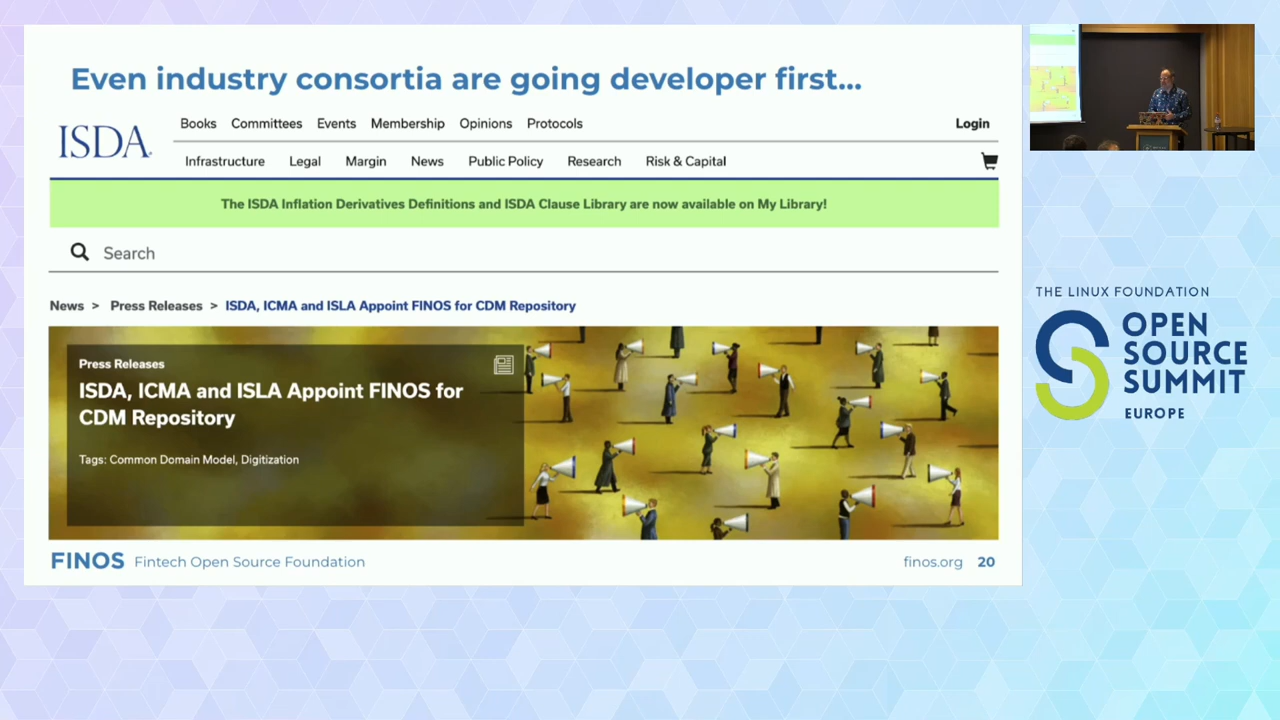 Even industry consortia are going developer first...
ISDA.
Books Committees Events Membership Opinions Protocols
Login
Infrastructure Legal Margin News Public Policy Research Risk & Capital
The ISDA Inflation Derivatives Definitions and ISDA Clause Library are now available on My Library!
Search
News > Press Releases > ISDA, ICMA and ISLA Appoint FINOS for CDM Repository
Press Releases
ISDA, ICMA and ISLA Appoint FINOS for
CDM Repository
Tags: Common Domain Model, Digitization
FINOS Fintech Open Source Foundation
finos.org 20
THE LINUX FOUNDATION
OPEN
SOURCE
SUMMIT
EUROPE